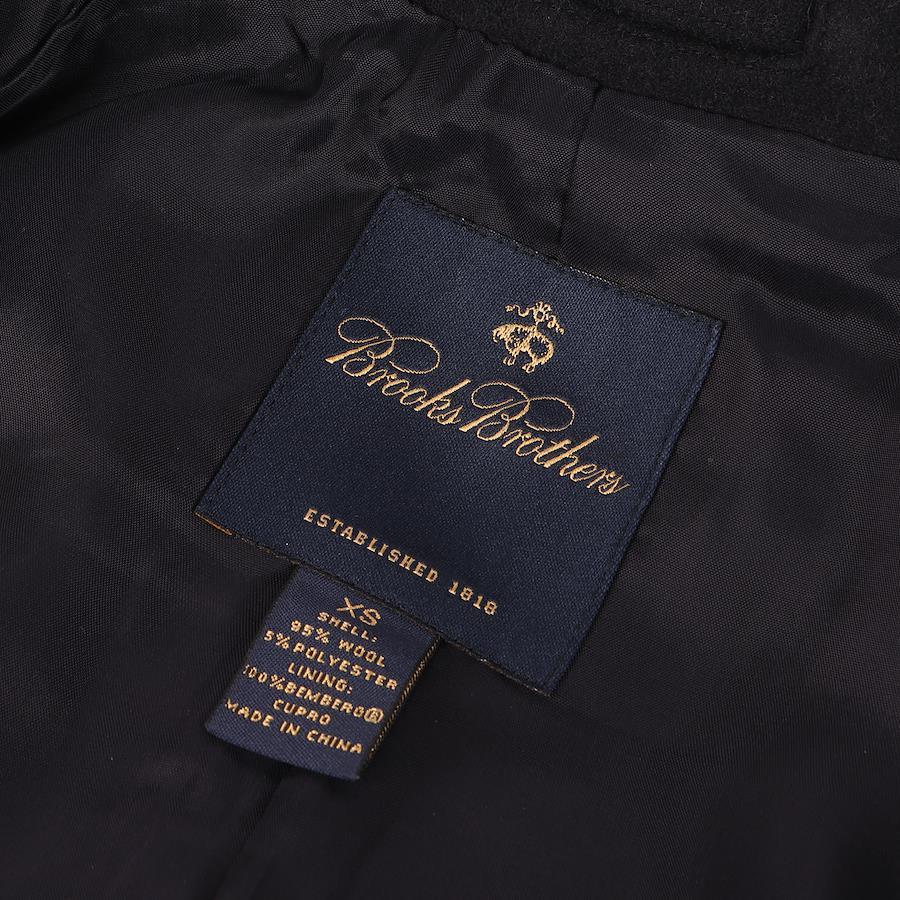 Brooks Brothers
ESTABLISHED 1818
XS
SHELL:
95% WOOL
5% POLYESTER
LINING:
100%BEMBERG®
CUPRO
MADE IN CHINA